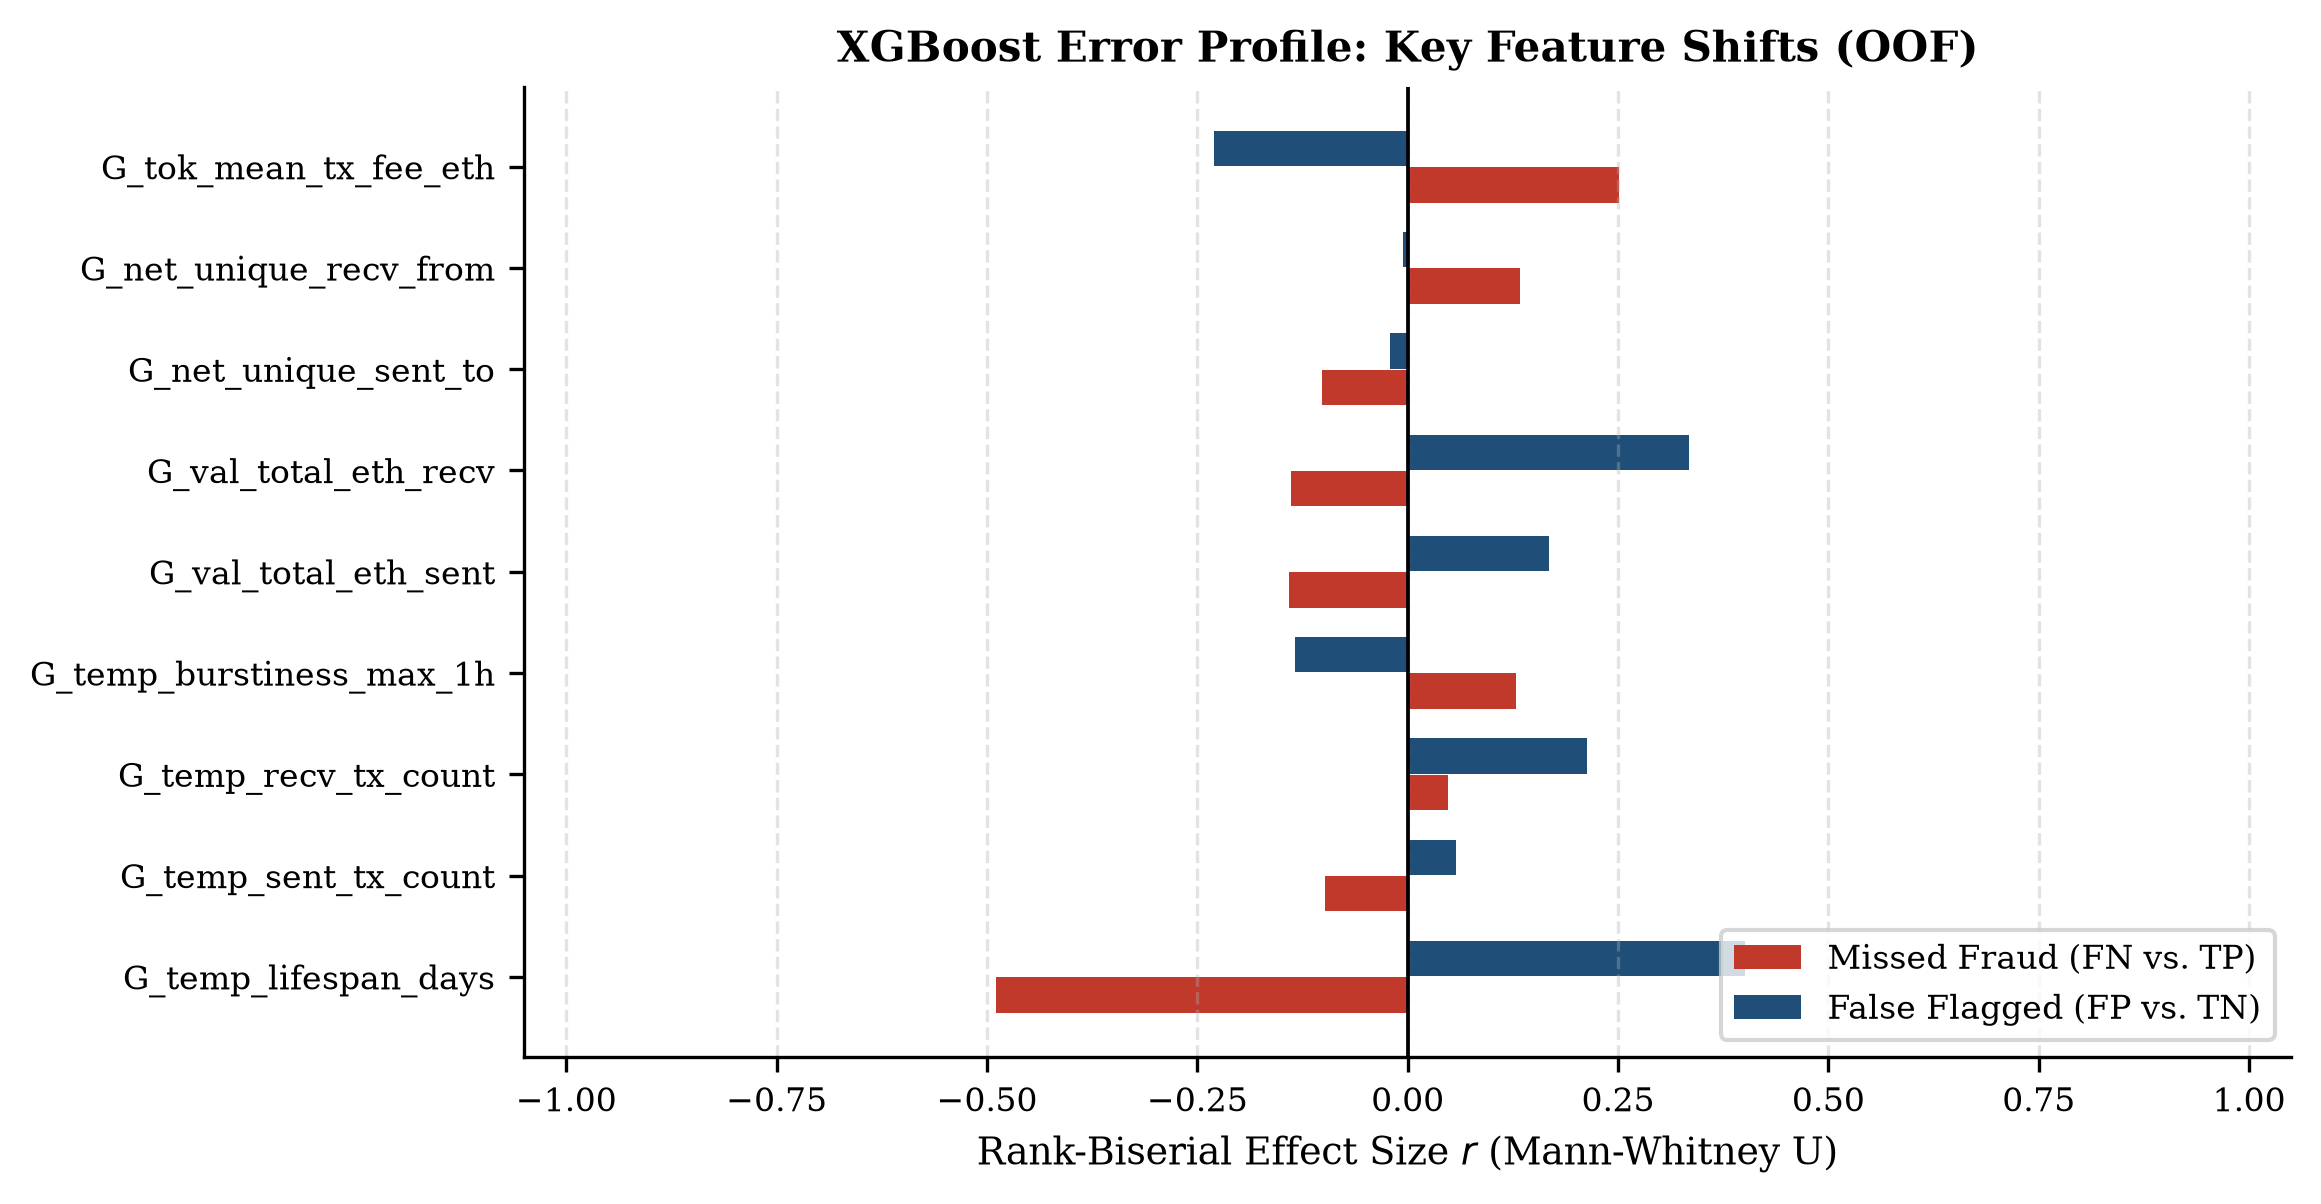 XGBoost Error Profile: Key Feature Shifts (OOF)
G_tok_mean_tx_fee_eth
G_net_unique_recv_from
G_net_unique_sent_to
G_val_total_eth_recv
G_val_total_eth_sent
G_temp_burstiness_max_1h
G_temp_recv_tx_count
G_temp_sent_tx_count
G_temp_lifespan_days
Missed Fraud (FN vs. TP)
False Flagged (FP vs. TN)
−1.00 −0.75 −0.50 −0.25 0.00 0.25 0.50 0.75 1.00
Rank-Biserial Effect Size r (Mann-Whitney U)